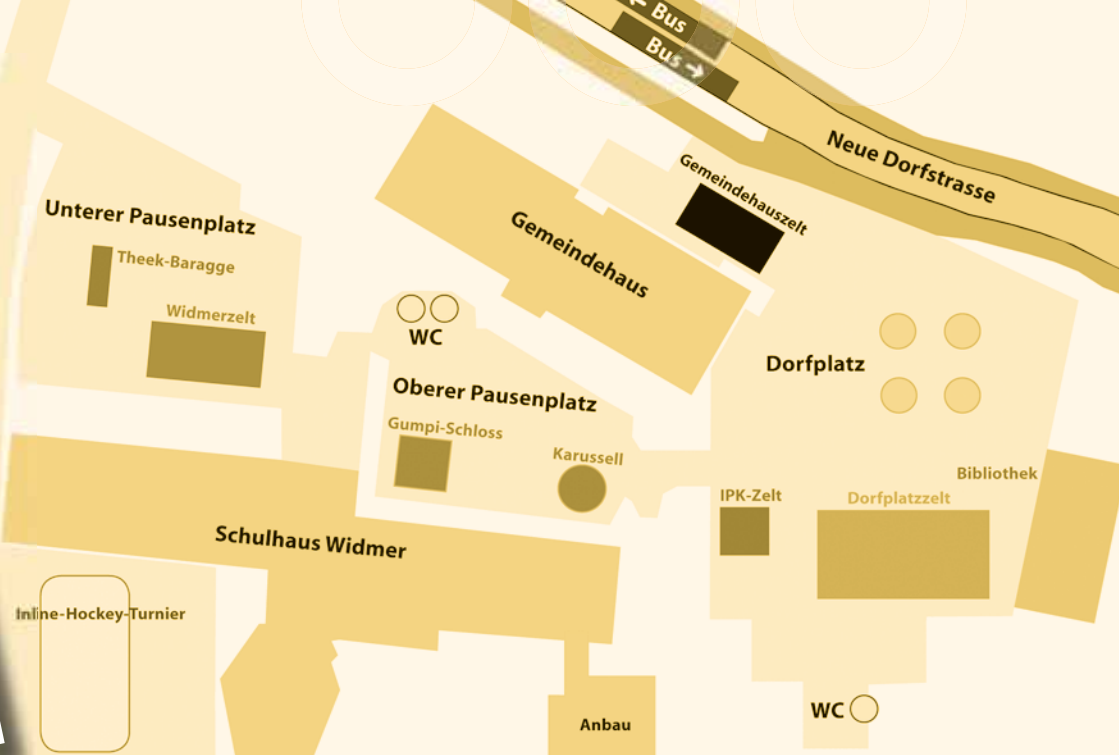 ← Bus
Bus →
Neue Dorfstrasse
Gemeindehauszelt
Unterer Pausenplatz
Gemeindehaus
Theek-Baragge
Widmerzelt
WC
Dorfplatz
Oberer Pausenplatz
Gumpi-Schloss
Karussell
Bibliothek
IPK-Zelt
Dorfplatzzelt
Schulhaus Widmer
Inline-Hockey-Turnier
WC
Anbau